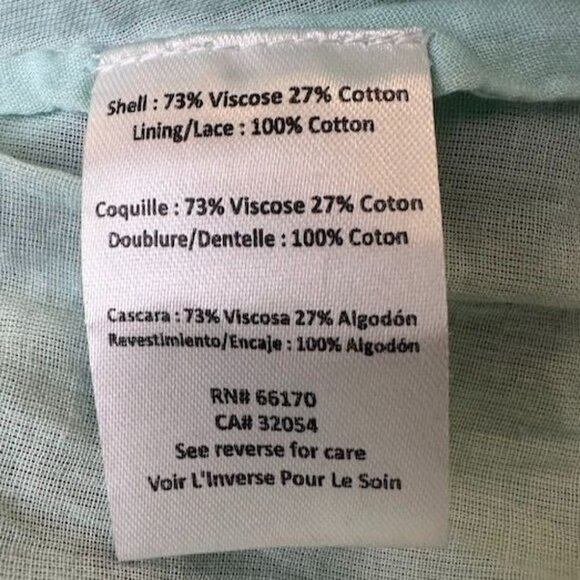 Shell : 73% Viscose 27% Cotton
Lining/Lace : 100% Cotton
Coquille : 73% Viscose 27% Coton
Doublure/Dentelle : 100% Coton
Cascara : 73% Viscosa 27% Algodón
Revestimiento/Encaje : 100% Algodón
RN# 66170
CA# 32054
See reverse for care
Voir L'Inverse Pour Le Soin